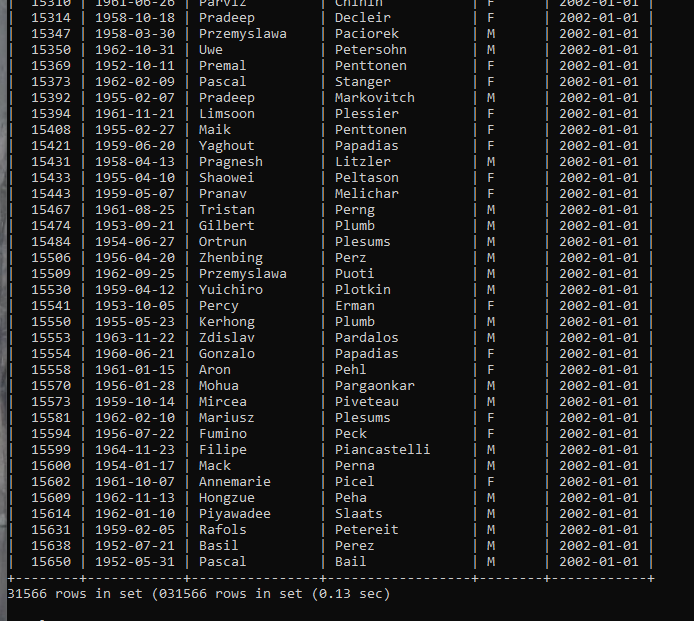 | 15310 | 1961-06-26 | Parviz | Chinin | F | 2002-01-01 |
| 15314 | 1958-10-18 | Pradeep | Decleir | F | 2002-01-01 |
| 15347 | 1958-03-30 | Przemyslawa | Paciorek | M | 2002-01-01 |
| 15350 | 1962-10-31 | Uwe | Petersohn | M | 2002-01-01 |
| 15369 | 1952-10-11 | Premal | Penttonen | F | 2002-01-01 |
| 15373 | 1962-02-09 | Pascal | Stanger | F | 2002-01-01 |
| 15392 | 1955-02-07 | Pradeep | Markovitch | M | 2002-01-01 |
| 15394 | 1961-11-21 | Limsoon | Plessier | F | 2002-01-01 |
| 15408 | 1955-02-27 | Maik | Penttonen | F | 2002-01-01 |
| 15421 | 1959-06-20 | Yaghout | Papadias | F | 2002-01-01 |
| 15431 | 1958-04-13 | Pragnesh | Litzler | M | 2002-01-01 |
| 15433 | 1955-04-10 | Shaowei | Peltason | F | 2002-01-01 |
| 15443 | 1959-05-07 | Pranav | Melichar | F | 2002-01-01 |
| 15467 | 1961-08-25 | Tristan | Perng | M | 2002-01-01 |
| 15474 | 1953-09-21 | Gilbert | Plumb | M | 2002-01-01 |
| 15484 | 1954-06-27 | Ortrun | Plesums | M | 2002-01-01 |
| 15506 | 1956-04-20 | Zhenbing | Perz | M | 2002-01-01 |
| 15509 | 1962-09-25 | Przemyslawa | Puoti | M | 2002-01-01 |
| 15530 | 1959-04-12 | Yuichiro | Plotkin | M | 2002-01-01 |
| 15541 | 1953-10-05 | Percy | Erman | F | 2002-01-01 |
| 15550 | 1955-05-23 | Kerhong | Plumb | M | 2002-01-01 |
| 15553 | 1963-11-22 | Zdislav | Pardalos | M | 2002-01-01 |
| 15554 | 1960-06-21 | Gonzalo | Papadias | F | 2002-01-01 |
| 15558 | 1961-01-15 | Aron | Pehl | F | 2002-01-01 |
| 15570 | 1956-01-28 | Mohua | Pargaonkar | M | 2002-01-01 |
| 15573 | 1959-10-14 | Mircea | Piveteau | M | 2002-01-01 |
| 15581 | 1962-02-10 | Mariusz | Plesums | F | 2002-01-01 |
| 15594 | 1956-07-22 | Fumino | Peck | F | 2002-01-01 |
| 15599 | 1964-11-23 | Filipe | Piancastelli | M | 2002-01-01 |
| 15600 | 1954-01-17 | Mack | Perna | M | 2002-01-01 |
| 15602 | 1961-10-07 | Annemarie | Picel | F | 2002-01-01 |
| 15609 | 1962-11-13 | Hongzue | Peha | M | 2002-01-01 |
| 15614 | 1962-01-10 | Piyawadee | Slaats | M | 2002-01-01 |
| 15631 | 1959-02-05 | Rafols | Petereit | M | 2002-01-01 |
| 15638 | 1952-07-21 | Basil | Perez | M | 2002-01-01 |
| 15650 | 1952-05-31 | Pascal | Bail | M | 2002-01-01 |
+--------+------------+-----------------+------------------+--------+------------+
31566 rows in set (031566 rows in set (0.13 sec)